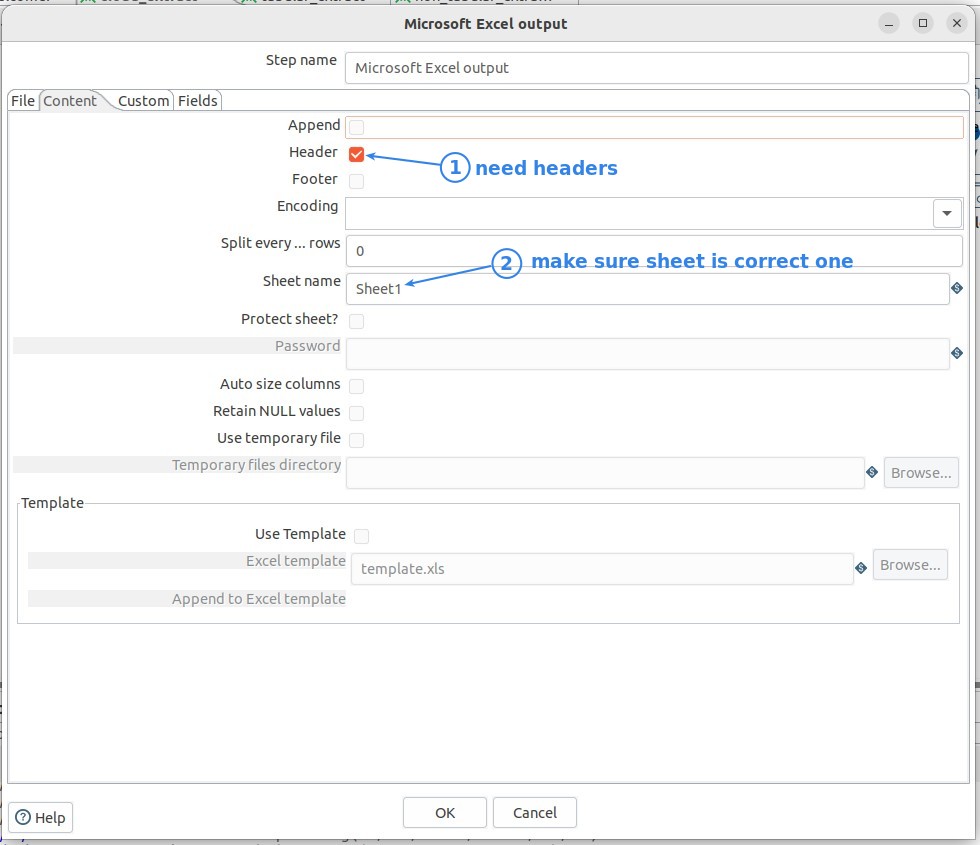 Microsoft Excel output
Step name
Microsoft Excel output
File Content Custom Fields
Append
Header
1 need headers
Footer
Encoding
Split every ... rows
0
2 make sure sheet is correct one
Sheet name
Sheet1
Protect sheet?
Password
Auto size columns
Retain NULL values
Use temporary file
Temporary files directory
Browse...
Template
Use Template
Excel template
template.xls
Browse...
Append to Excel template
Help
OK
Cancel